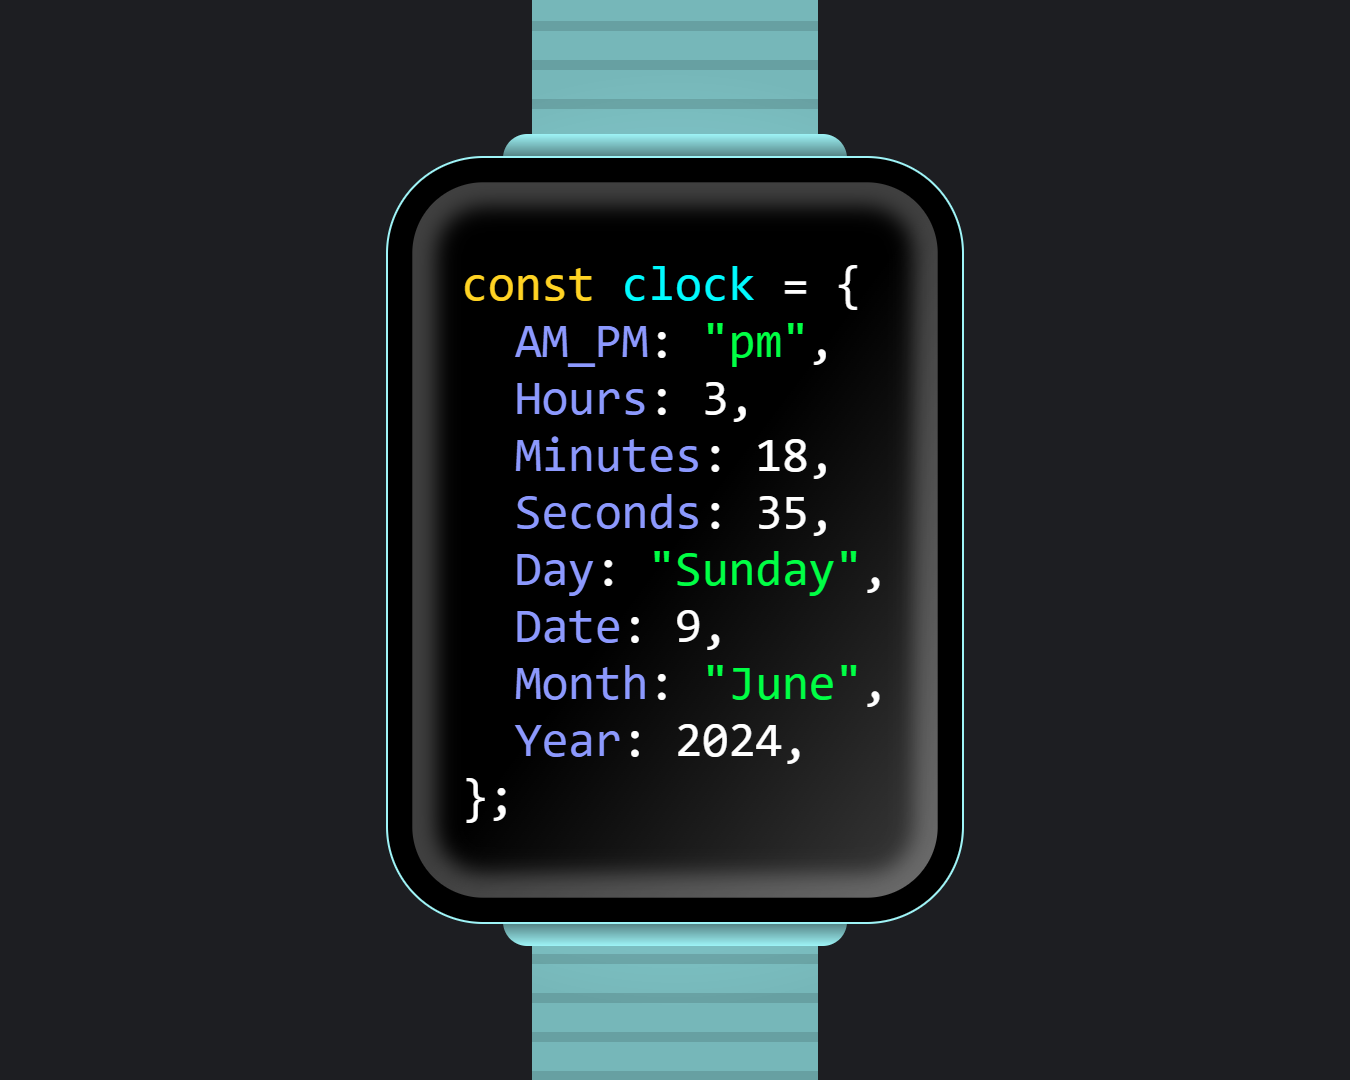 const clock = {
  AM_PM: "pm",
  Hours: 3,
  Minutes: 18,
  Seconds: 35,
  Day: "Sunday",
  Date: 9,
  Month: "June",
  Year: 2024,
};